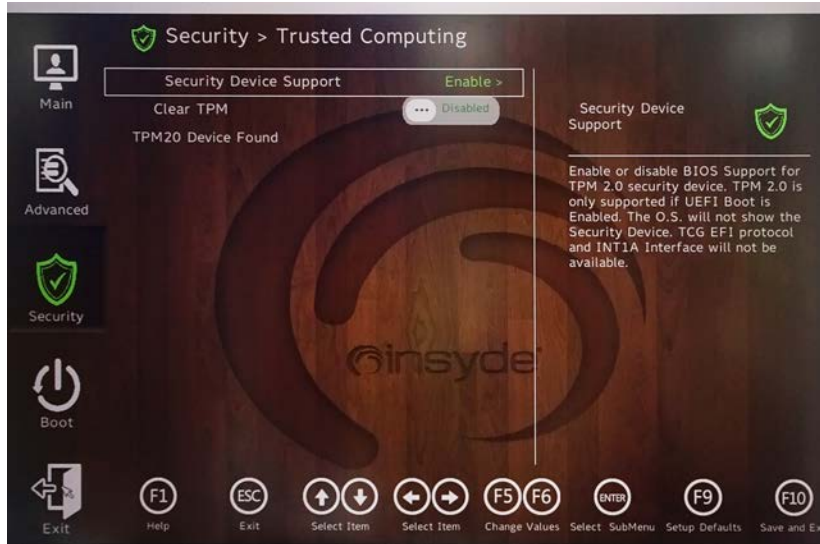 Security > Trusted Computing
Main
Security Device Support Enable >
Clear TPM Disabled
TPM20 Device Found
Security Device
Support
Enable or disable BIOS Support for
TPM 2.0 security device. TPM 2.0 is
only supported if UEFI Boot is
Enabled. The O.S. will not show the
Security Device. TCG EFI protocol
and INT1A Interface will not be
available.
Advanced
Security
Boot
Exit
insyde
F1 Help
ESC Exit
Select Item
Select Item
F5 F6 Change Values
ENTER Select SubMenu
F9 Setup Defaults
F10 Save and Ex